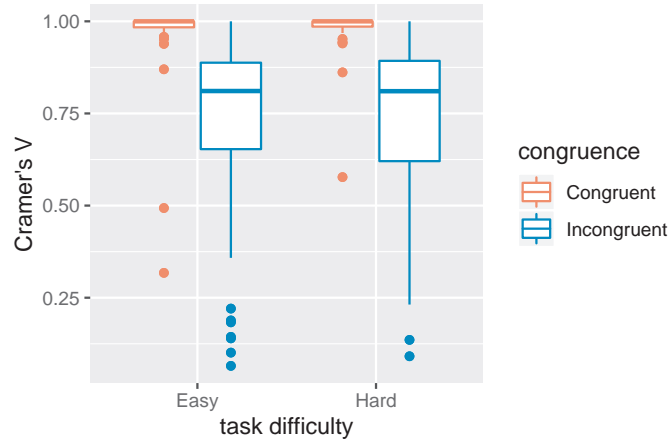 1.00
0.75
0.50
0.25
Cramer's V
Easy
Hard
task difficulty
congruence
Congruent
Incongruent